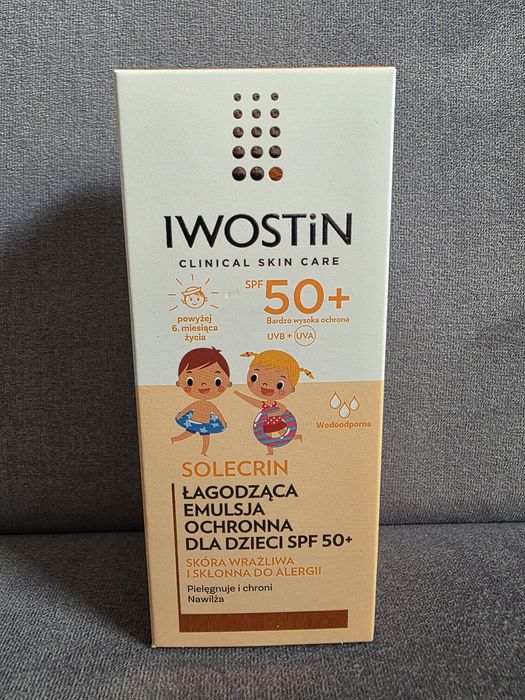 IWOSTiN
CLINICAL SKIN CARE
powyżej
6. miesiąca
życia
SPF 50+
Bardzo wysoka ochrona
UVB + UVA
Wodoodporna
SOLECRIN
ŁAGODZĄCA
EMULSJA
OCHRONNA
DLA DZIECI SPF 50+
SKÓRA WRAŻLIWA
I SKŁONNA DO ALERGII
Pielęgnuje i chroni
Nawilża